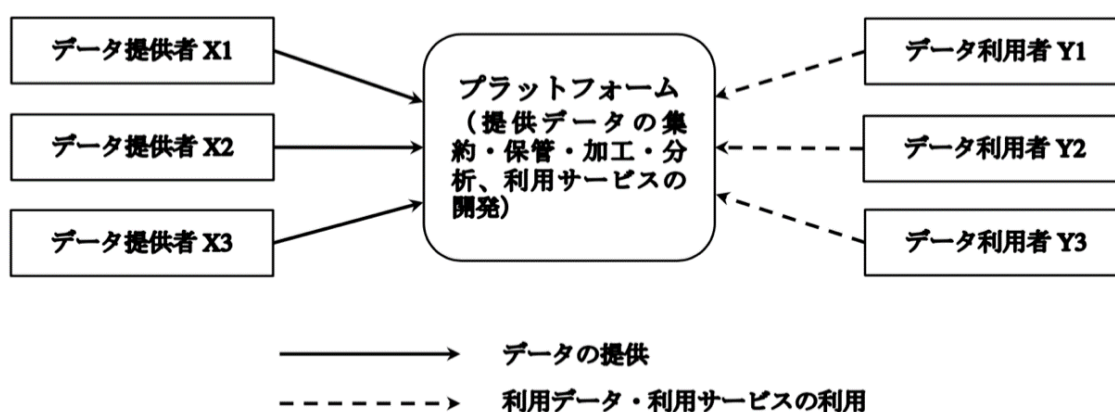 データ提供者 X1
データ提供者 X2
データ提供者 X3
プラットフォーム
（提供データの集
約・保管・加工・分
析、利用サービスの
開発）
データ利用者 Y1
データ利用者 Y2
データ利用者 Y3
データの提供
利用データ・利用サービスの利用